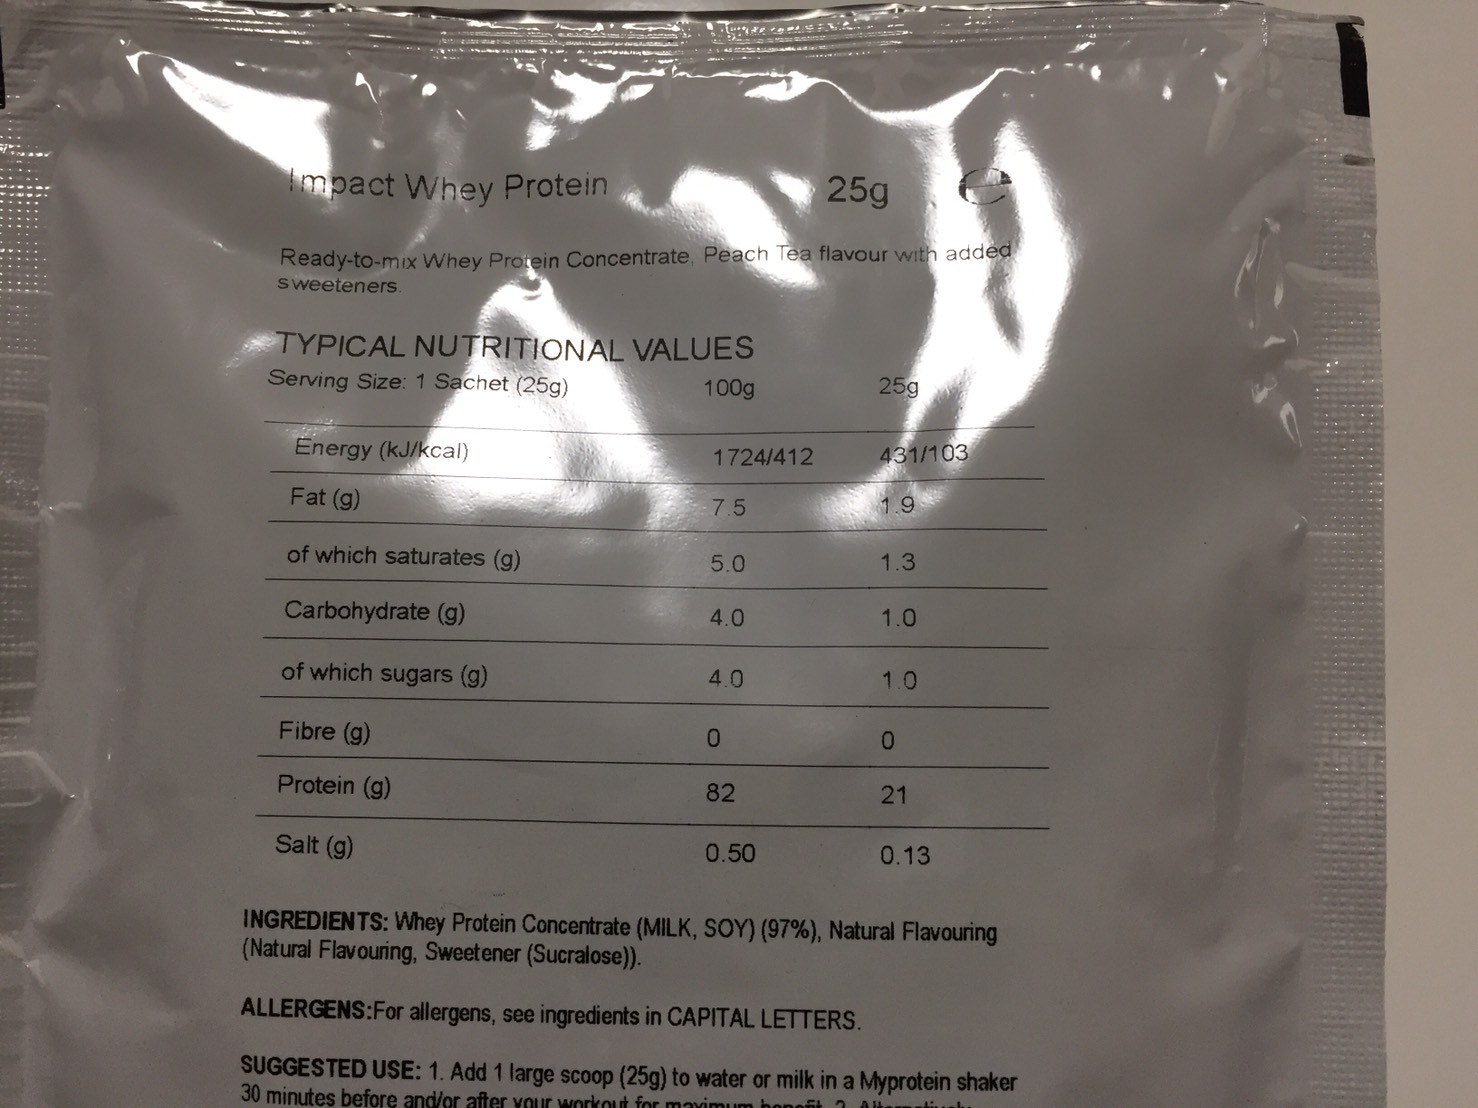 Impact Whey Protein 25g ℮
Ready-to-mix Whey Protein Concentrate, Peach Tea flavour with added
sweeteners.
TYPICAL NUTRITIONAL VALUES
Serving Size: 1 Sachet (25g) 100g 25g
Energy (kJ/kcal) 1724/412 431/103
Fat (g) 7.5 1.9
of which saturates (g) 5.0 1.3
Carbohydrate (g) 4.0 1.0
of which sugars (g) 4.0 1.0
Fibre (g) 0 0
Protein (g) 82 21
Salt (g) 0.50 0.13
INGREDIENTS: Whey Protein Concentrate (MILK, SOY) (97%), Natural Flavouring
(Natural Flavouring, Sweetener (Sucralose)).
ALLERGENS:For allergens, see ingredients in CAPITAL LETTERS.
SUGGESTED USE: 1. Add 1 large scoop (25g) to water or milk in a Myprotein shaker
30 minutes before and/or after your workout for maximum benefit. 2. Alternatively,